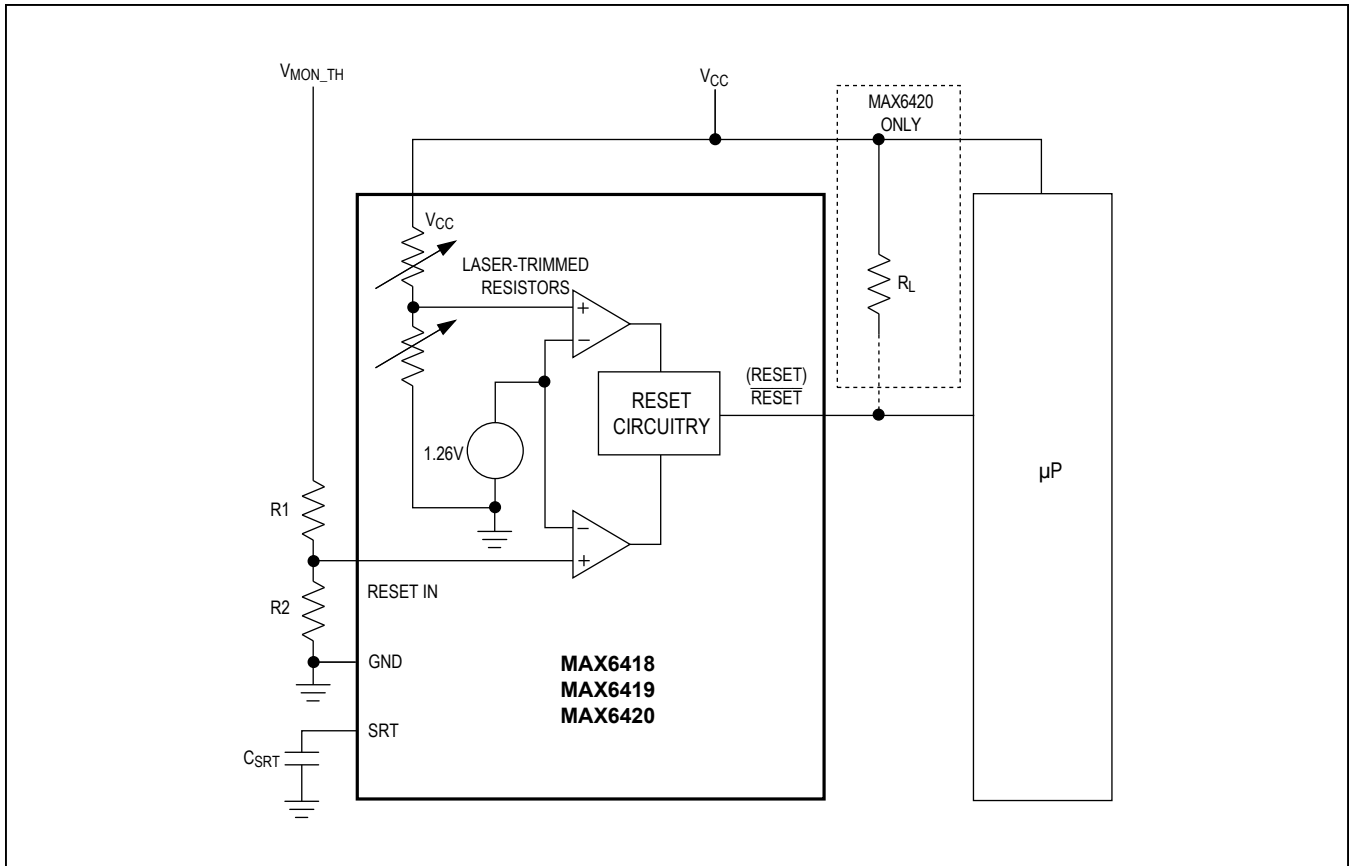 V_MON_TH
V_CC
MAX6420
ONLY
V_CC
LASER-TRIMMED
RESISTORS
+
−
R_L
(RESET)
RESET
RESET
CIRCUITRY
1.26V
µP
R1
−
+
RESET IN
R2
GND
MAX6418
MAX6419
MAX6420
SRT
C_SRT